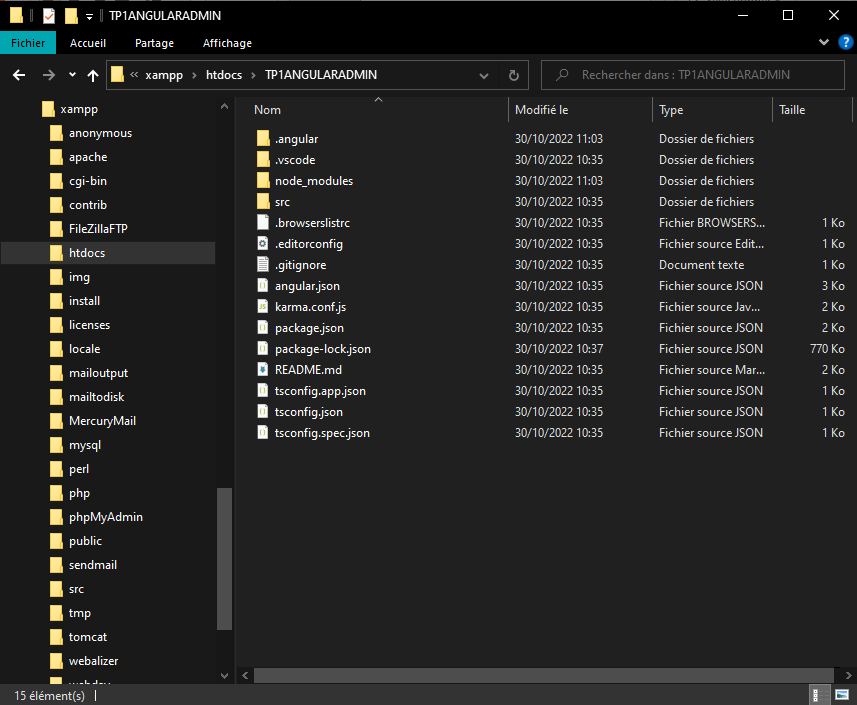 TP1ANGULARADMIN
Fichier Accueil Partage Affichage
« xampp > htdocs > TP1ANGULARADMIN Rechercher dans : TP1ANGULARADMIN
xampp
anonymous
apache
cgi-bin
contrib
FileZillaFTP
htdocs
img
install
licenses
locale
mailoutput
mailtodisk
MercuryMail
mysql
perl
php
phpMyAdmin
public
sendmail
src
tmp
tomcat
webalizer
webdav
Nom Modifié le Type Taille
.angular 30/10/2022 11:03 Dossier de fichiers
.vscode 30/10/2022 10:35 Dossier de fichiers
node_modules 30/10/2022 11:03 Dossier de fichiers
src 30/10/2022 10:35 Dossier de fichiers
.browserslistrc 30/10/2022 10:35 Fichier BROWSERS... 1 Ko
.editorconfig 30/10/2022 10:35 Fichier source Edit... 1 Ko
.gitignore 30/10/2022 10:35 Document texte 1 Ko
angular.json 30/10/2022 10:35 Fichier source JSON 3 Ko
karma.conf.js 30/10/2022 10:35 Fichier source Jav... 2 Ko
package.json 30/10/2022 10:35 Fichier source JSON 2 Ko
package-lock.json 30/10/2022 10:37 Fichier source JSON 770 Ko
README.md 30/10/2022 10:35 Fichier source Mar... 2 Ko
tsconfig.app.json 30/10/2022 10:35 Fichier source JSON 1 Ko
tsconfig.json 30/10/2022 10:35 Fichier source JSON 1 Ko
tsconfig.spec.json 30/10/2022 10:35 Fichier source JSON 1 Ko
15 élément(s)